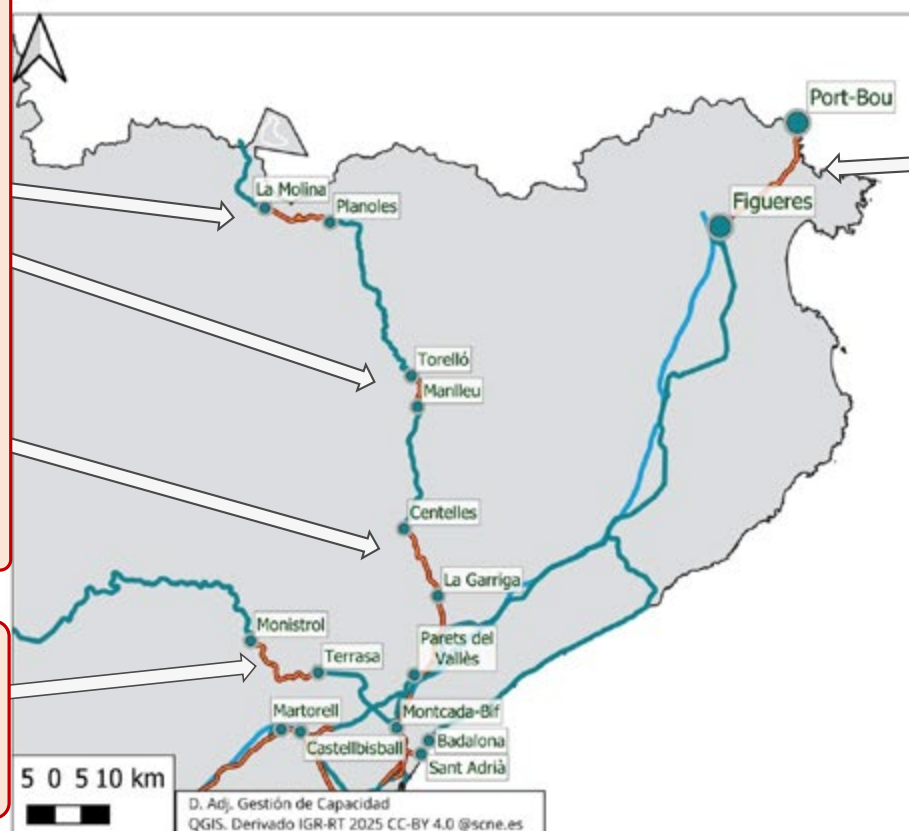 Port-Bou
La Molina
Planoles
Figueres
Torelló
Manlleu
Centelles
La Garriga
Monistrol
Parets del
Vallès
Terrasa
Martorell
Montcada-Bif
Castellbisball
Badalona
Sant Adrià
5 0 5 10 km
D. Adj. Gestión de Capacidad
QGIS. Derivado IGR-RT 2025 CC-BY 4.0 @scne.es